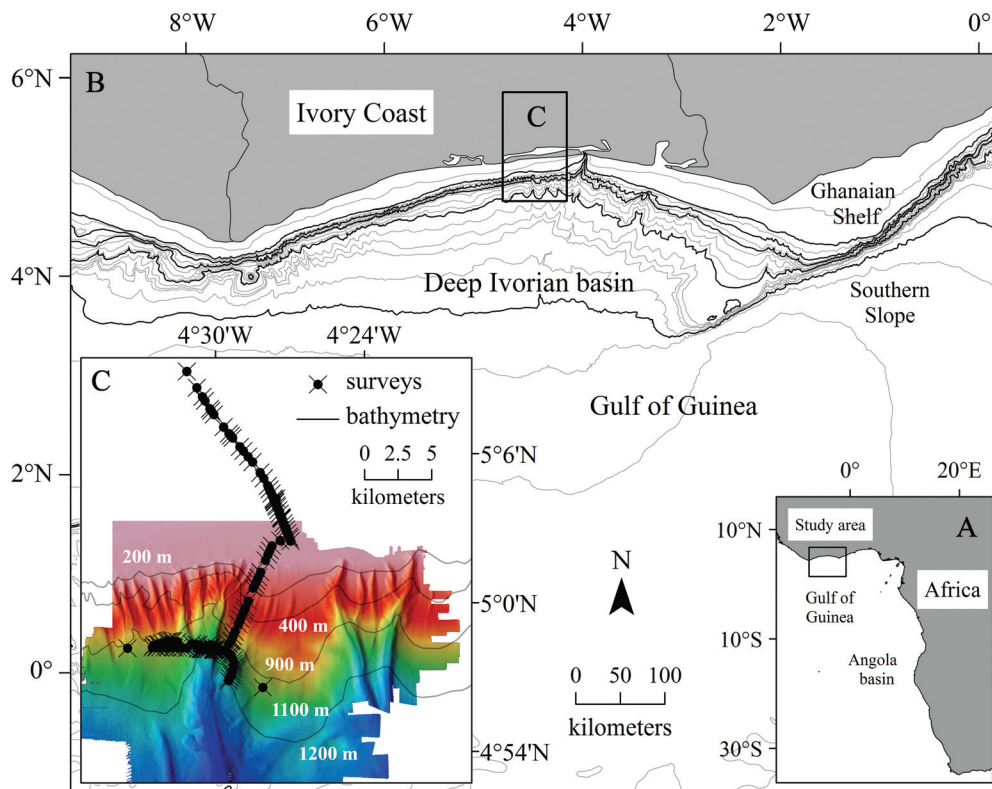 8°W 6°W 4°W 2°W 0°
6°N
B
Ivory Coast
C
Ghanaian
Shelf
4°N
Deep Ivorian basin
Southern
Slope
4°30'W 4°24'W
C
surveys
bathymetry
0 2.5 5
kilometers
Gulf of Guinea
5°6'N
2°N
200 m
5°0'N
400 m
900 m
0°
1100 m
1200 m
4°54'N
N
0 50 100
kilometers
0° 20°E
10°N
A
Study area
Africa
Gulf of
Guinea
10°S
Angola
basin
30°S